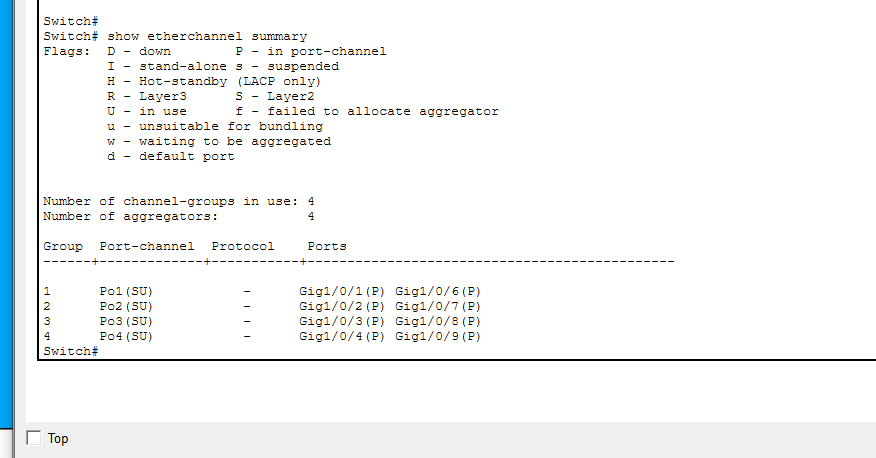 Switch#
Switch# show etherchannel summary
Flags:  D - down        P - in port-channel
        I - stand-alone s - suspended
        H - Hot-standby (LACP only)
        R - Layer3      S - Layer2
        U - in use      f - failed to allocate aggregator
        u - unsuitable for bundling
        w - waiting to be aggregated
        d - default port
Number of channel-groups in use: 4
Number of aggregators:           4
Group  Port-channel  Protocol    Ports
------+-------------+-----------+----------------------------------------------
1      Po1(SU)           -      Gig1/0/1(P) Gig1/0/6(P)
2      Po2(SU)           -      Gig1/0/2(P) Gig1/0/7(P)
3      Po3(SU)           -      Gig1/0/3(P) Gig1/0/8(P)
4      Po4(SU)           -      Gig1/0/4(P) Gig1/0/9(P)
Switch#
Top